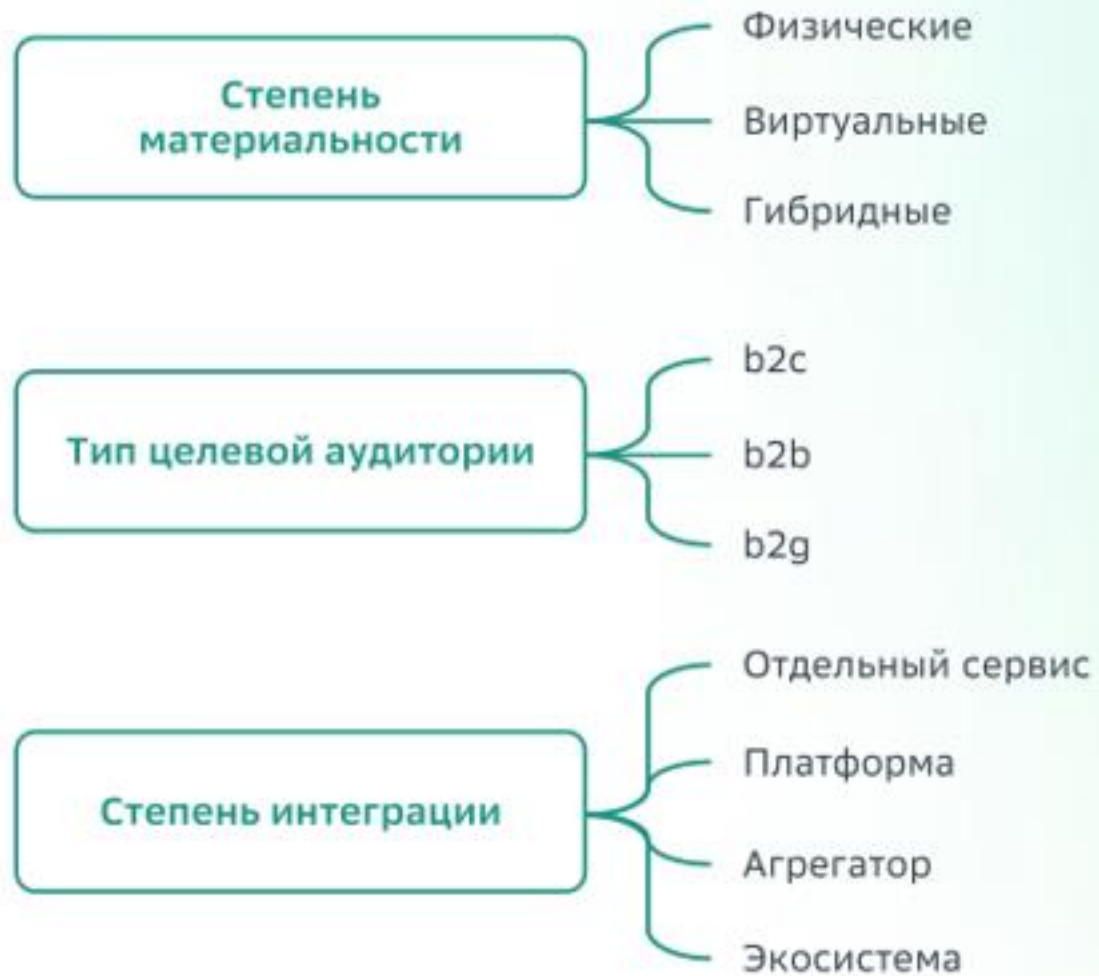 Степень
материальности
Физические
Виртуальные
Гибридные
Тип целевой аудитории
b2c
b2b
b2g
Степень интеграции
Отдельный сервис
Платформа
Агрегатор
Экосистема